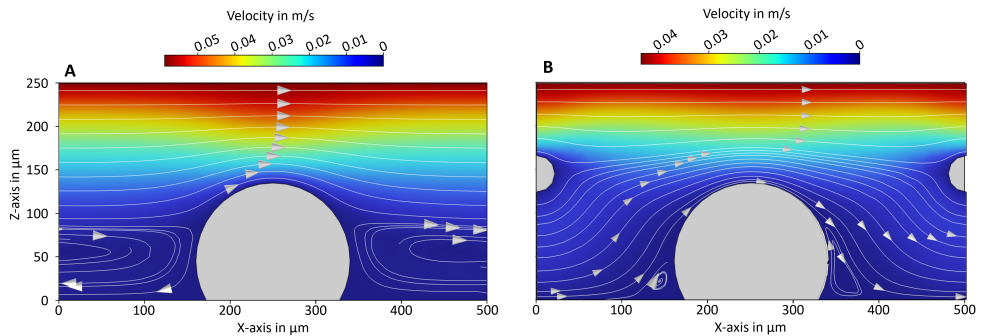 Velocity in m/s
0.05 0.04 0.03 0.02 0.01 0
A
250
200
150
100
50
0
Z-axis in µm
0 100 200 300 400 500
X-axis in µm
Velocity in m/s
0.04 0.03 0.02 0.01 0
B
0 100 200 300 400 500
X-axis in µm